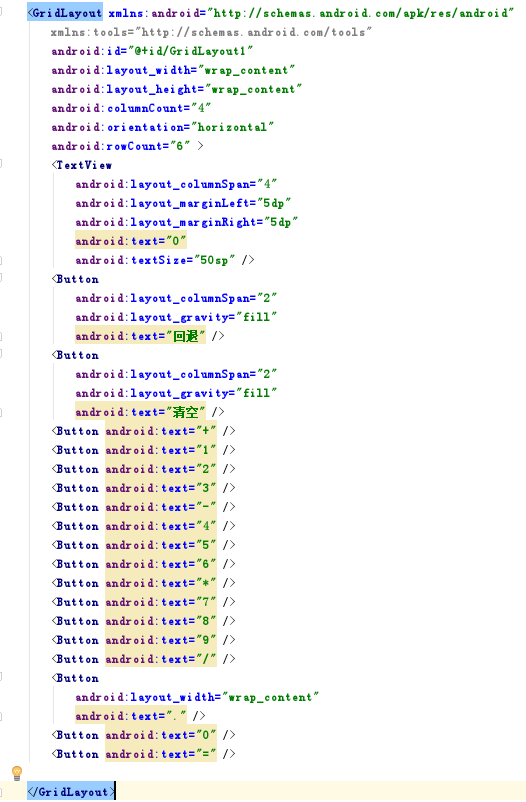 <GridLayout xmlns:android="http://schemas.android.com/apk/res/android"
xmlns:tools="http://schemas.android.com/tools"
android:id="@+id/GridLayout1"
android:layout_width="wrap_content"
android:layout_height="wrap_content"
android:columnCount="4"
android:orientation="horizontal"
android:rowCount="6" >
<TextView
android:layout_columnSpan="4"
android:layout_marginLeft="5dp"
android:layout_marginRight="5dp"
android:text="0"
android:textSize="50sp" />
<Button
android:layout_columnSpan="2"
android:layout_gravity="fill"
android:text="回退" />
<Button
android:layout_columnSpan="2"
android:layout_gravity="fill"
android:text="清空" />
<Button android:text="+" />
<Button android:text="1" />
<Button android:text="2" />
<Button android:text="3" />
<Button android:text="-" />
<Button android:text="4" />
<Button android:text="5" />
<Button android:text="6" />
<Button android:text="*" />
<Button android:text="7" />
<Button android:text="8" />
<Button android:text="9" />
<Button android:text="/" />
<Button
android:layout_width="wrap_content"
android:text="." />
<Button android:text="0" />
<Button android:text="=" />
</GridLayout>